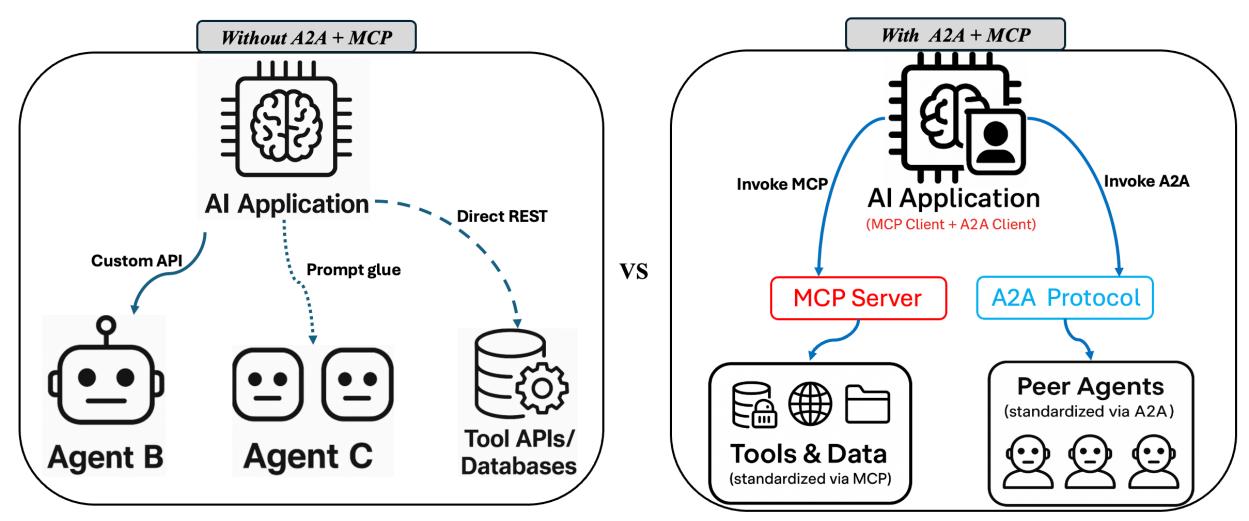 Without A2A + MCP
AI Application
Direct REST
Custom API
Prompt glue
Agent B
Agent C
Tool APIs/
Databases
VS
With A2A + MCP
Invoke MCP
Invoke A2A
AI Application
(MCP Client + A2A Client)
MCP Server
A2A Protocol
Tools & Data
(standardized via MCP)
Peer Agents
(standardized via A2A)